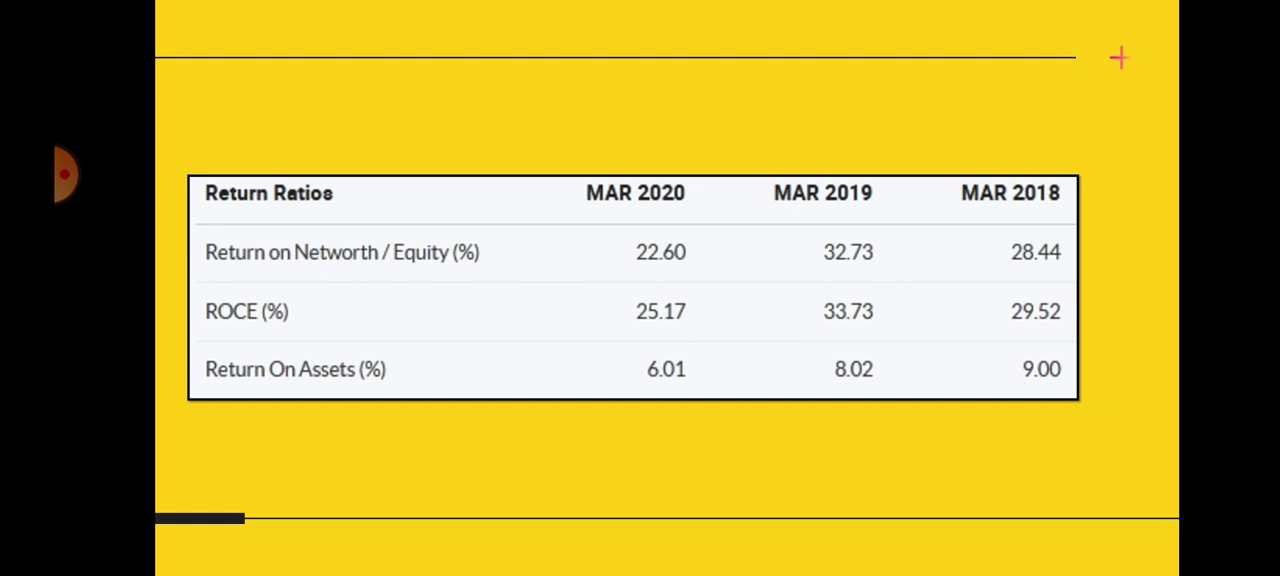 Return Ratios MAR 2020 MAR 2019 MAR 2018
Return on Networth / Equity (%) 22.60 32.73 28.44
ROCE (%) 25.17 33.73 29.52
Return On Assets (%) 6.01 8.02 9.00